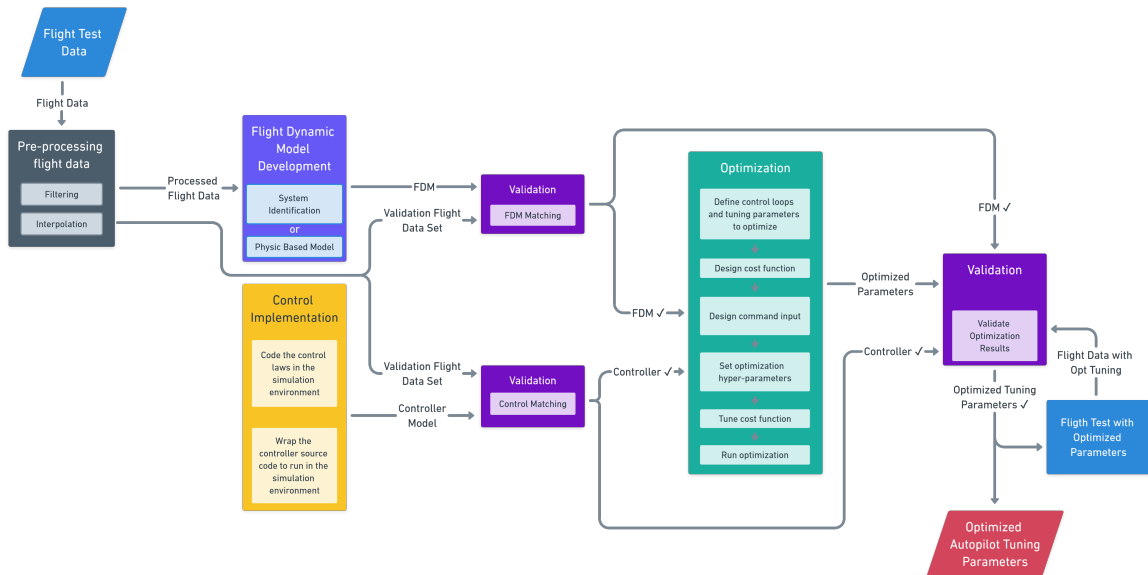 Flight Test
Data
Flight Data
Pre-processing
flight data
Filtering
Interpolation
Processed
Flight Data
Flight Dynamic
Model
Development
System
Identification
or
Physic Based Model
Control
Implementation
Code the control
laws in the
simulation
environment
Wrap the
controller source
code to run in the
simulation
environment
FDM
Validation Flight
Data Set
Validation
FDM Matching
Validation Flight
Data Set
Controller
Model
Validation
Control Matching
FDM ✓
Controller ✓
Optimization
Define control loops
and tuning parameters
to optimize
Design cost function
Design command input
Set optimization
hyper-parameters
Tune cost function
Run optimization
Optimized
Parameters
Controller ✓
FDM ✓
Validation
Validate
Optimization
Results
Flight Data with
Opt Tuning
Optimized Tuning
Parameters ✓
Fligth Test with
Optimized
Parameters
Optimized
Autopilot Tuning
Parameters